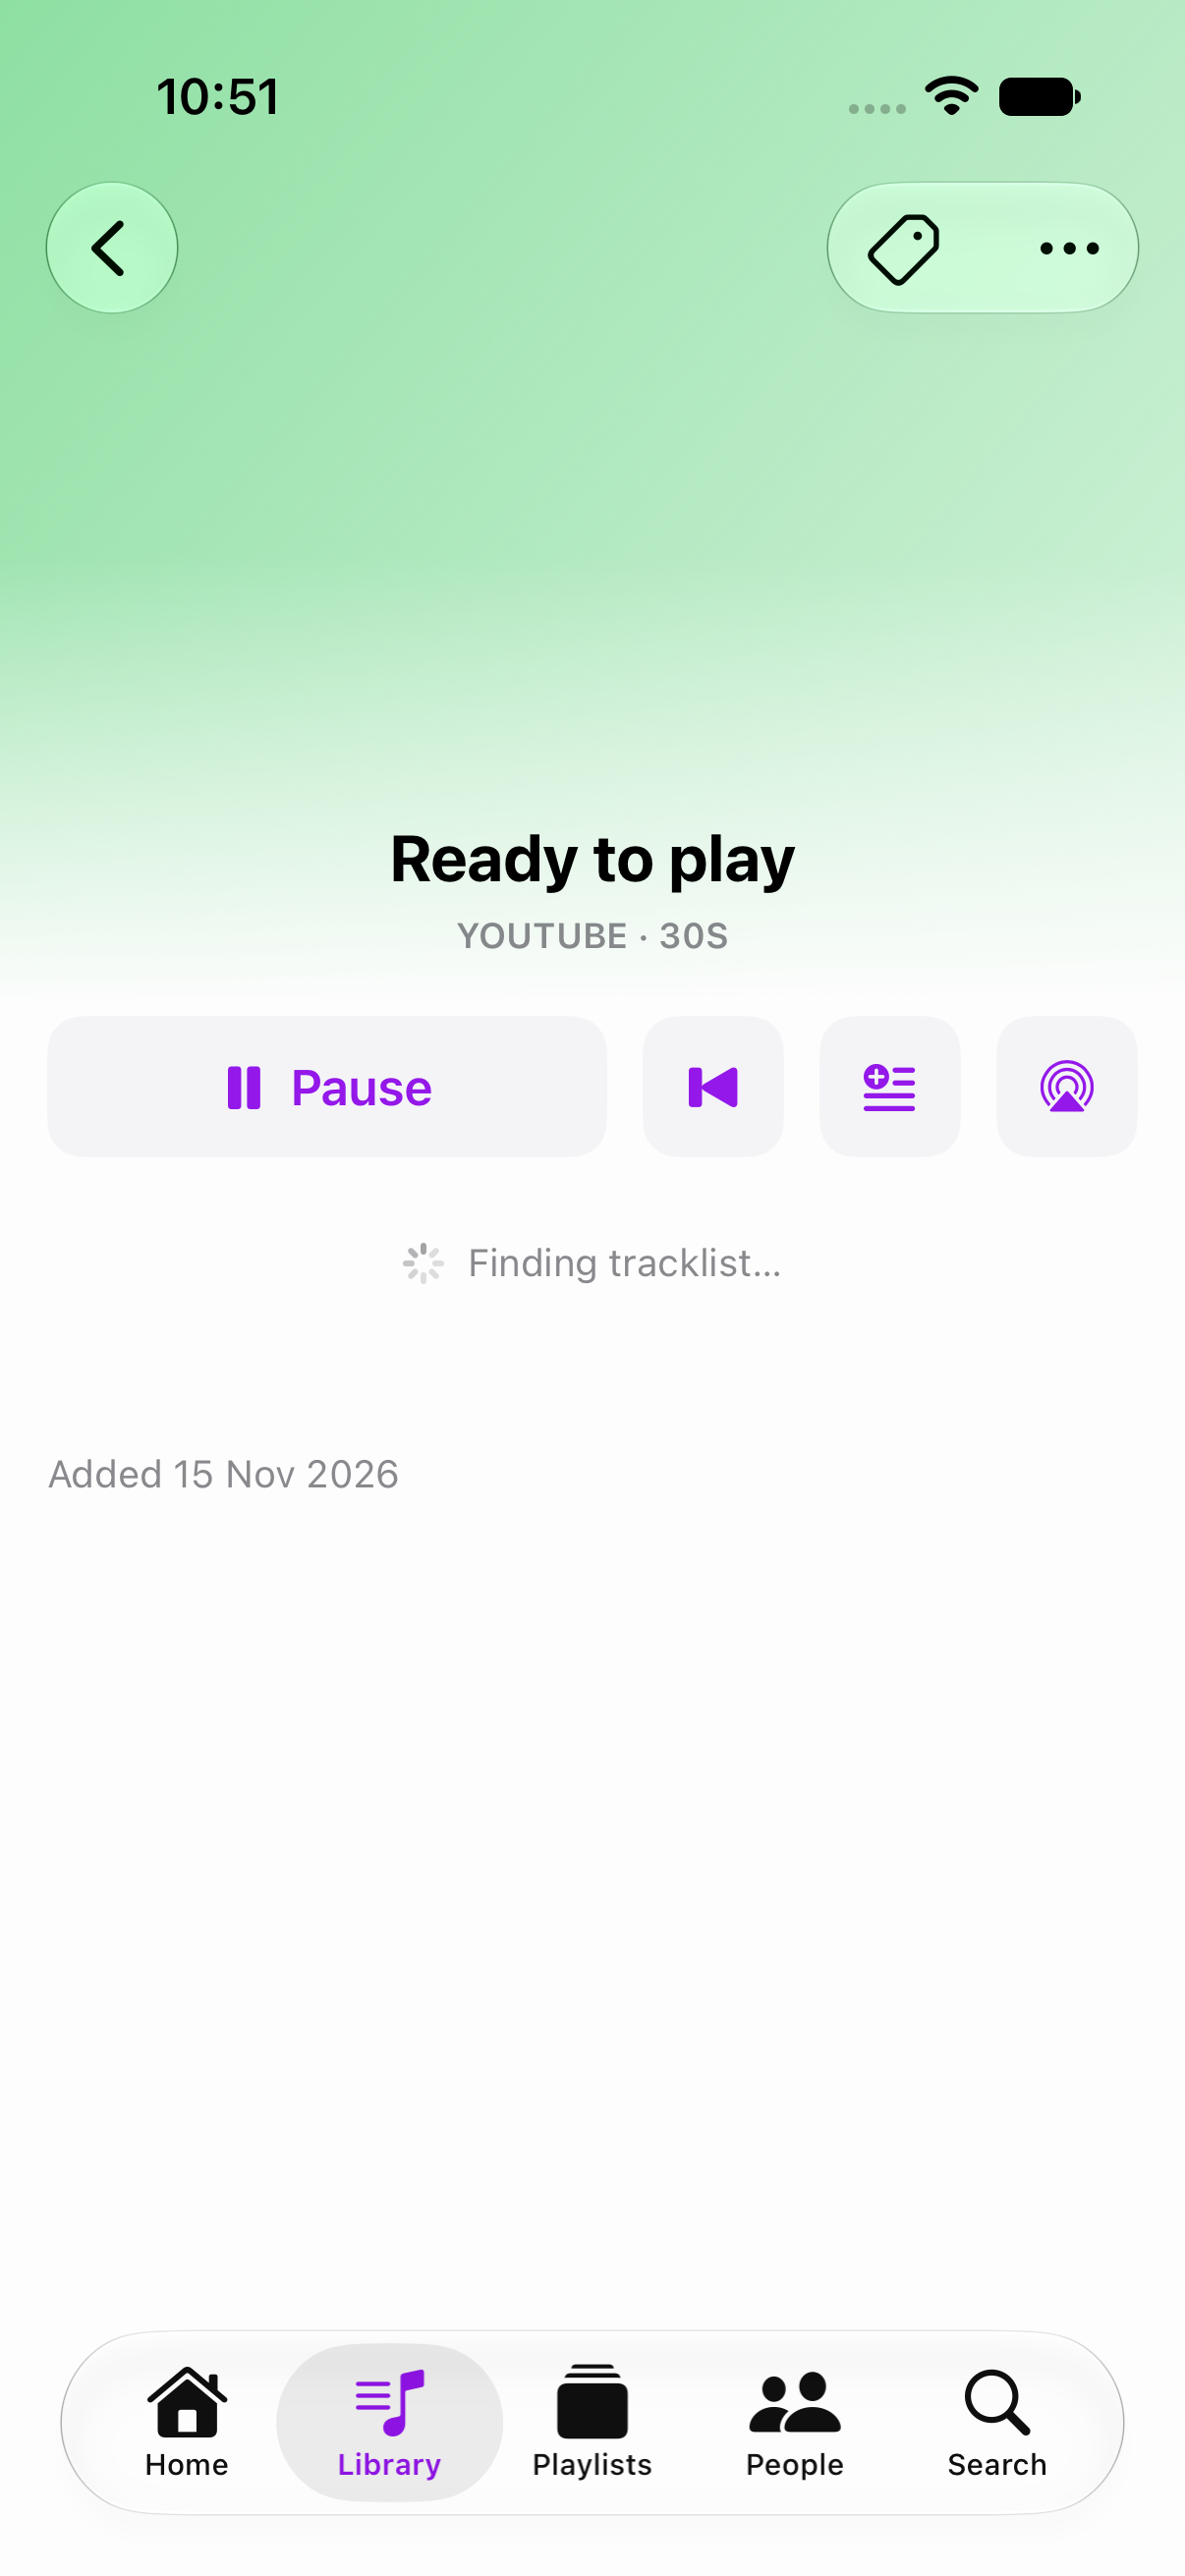 10:51
Ready to play
YOUTUBE · 30S
Pause
Finding tracklist...
Added 15 Nov 2026
Home
Library
Playlists
People
Search